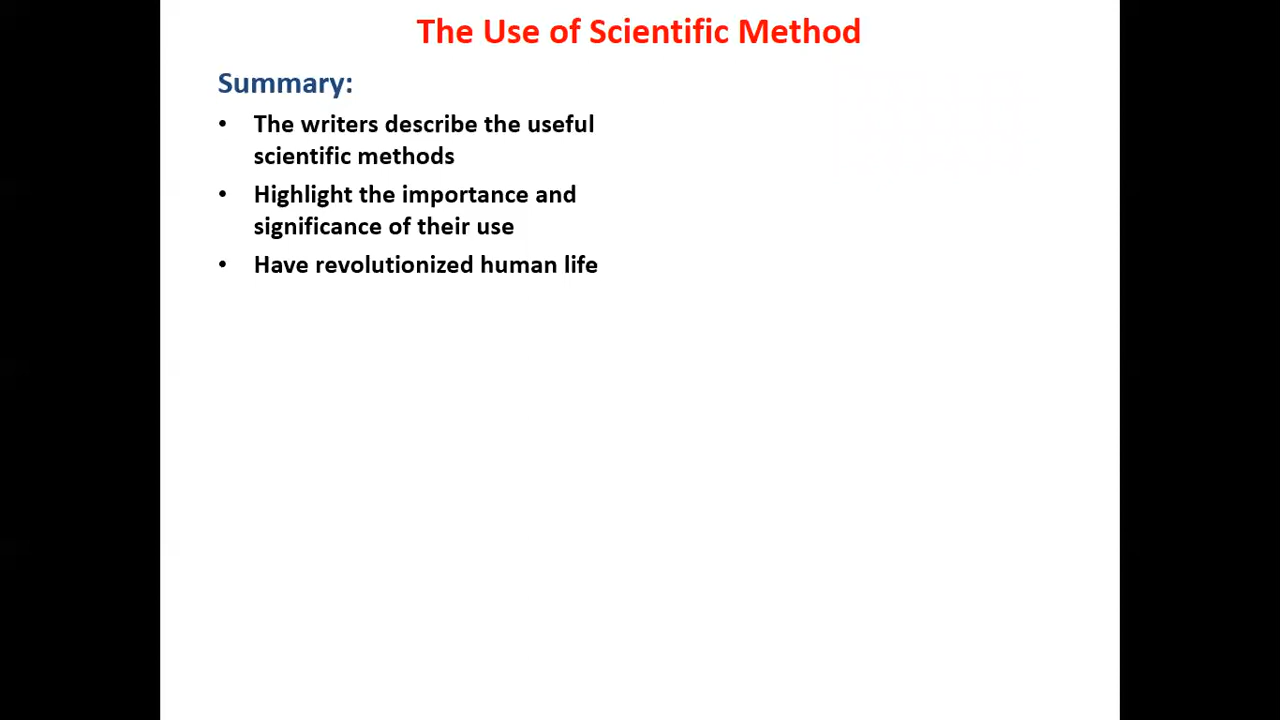 The Use of Scientific Method
Summary:
• The writers describe the useful
scientific methods
• Highlight the importance and
significance of their use
• Have revolutionized human life